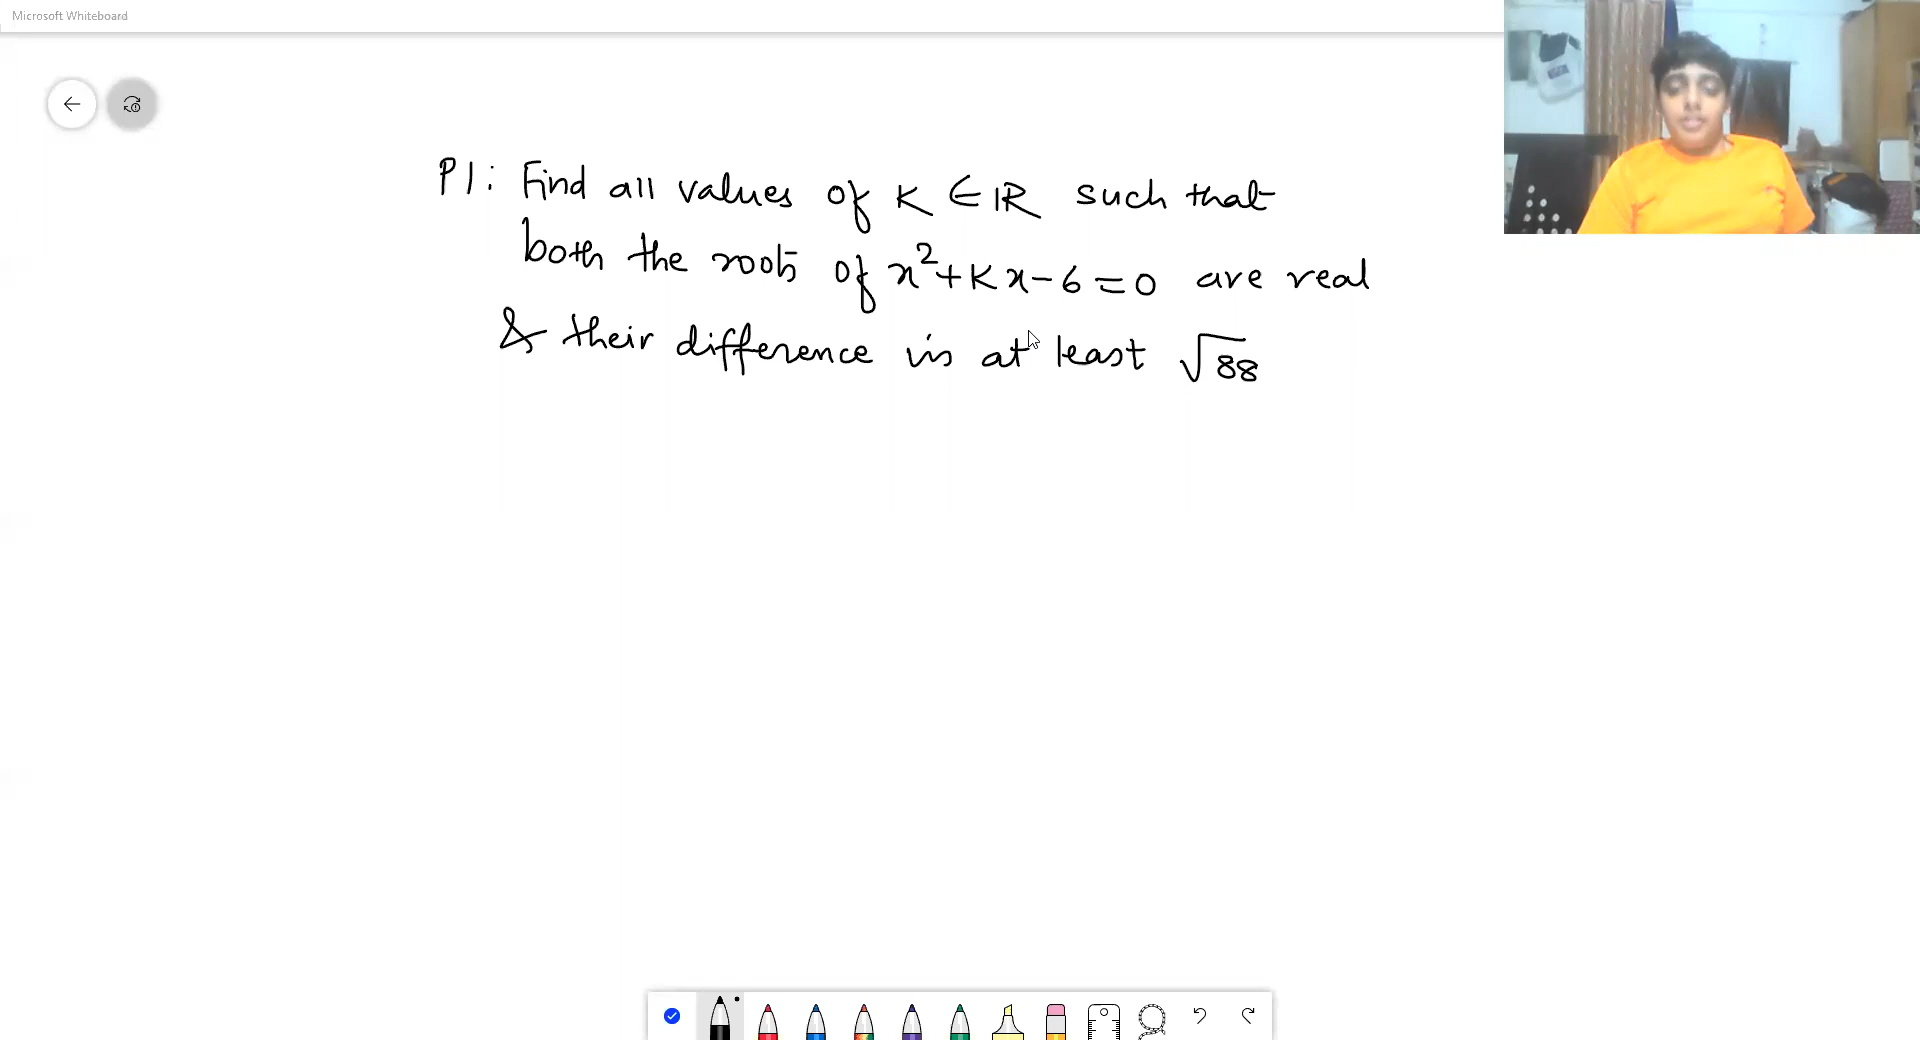 Microsoft Whiteboard
P1: Find all values of K ∈ ℝ such that
both the roots of x²+Kx-6=0 are real
& their difference is at least √88